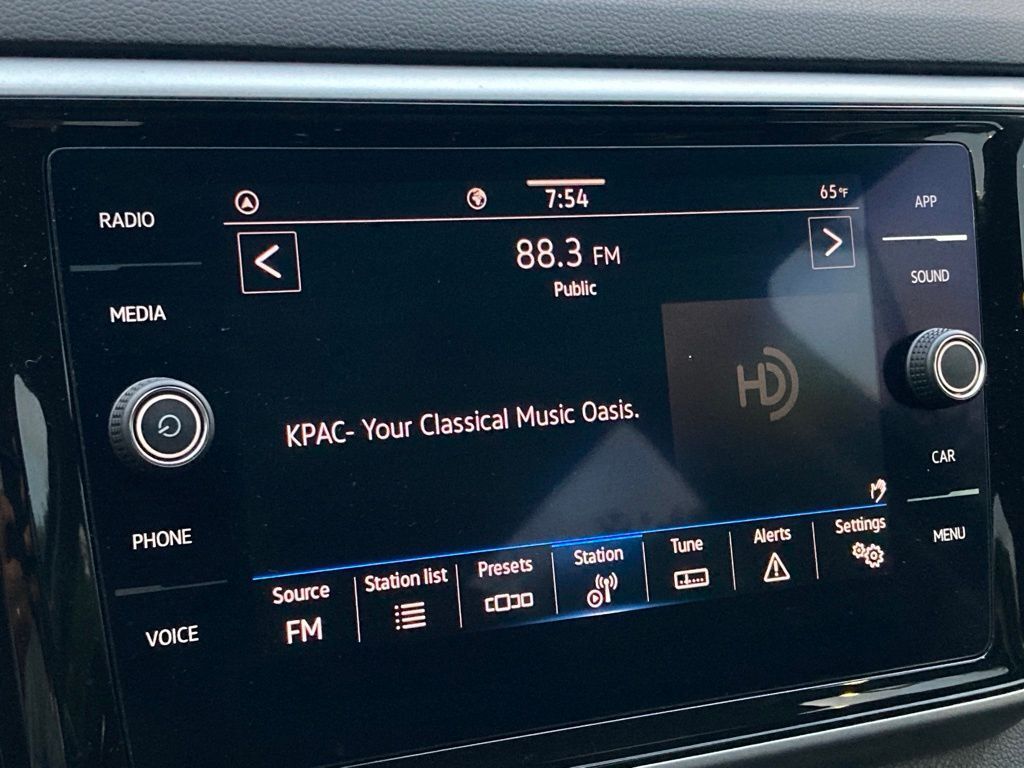 RADIO
MEDIA
PHONE
VOICE
7:54
65°F
88.3 FM
Public
HD
KPAC- Your Classical Music Oasis.
Source
FM
Station list
Presets
Station
Tune
Alerts
Settings
APP
SOUND
CAR
MENU